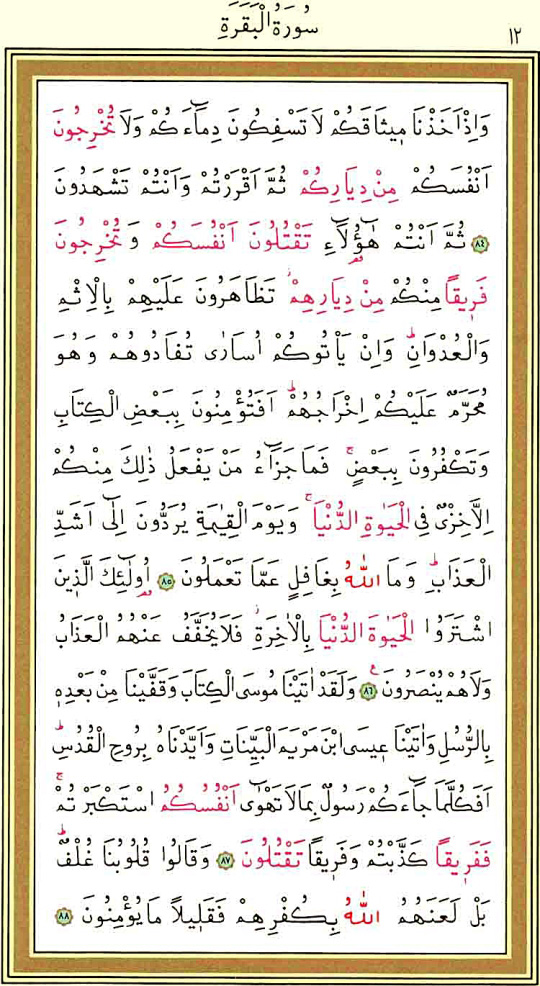 سُورَةُ الْبَقَرَةِ ١٢
وَاِذْ اَخَذْنَا مٖيثَاقَكُمْ لَا تَسْفِكُونَ دِمَٓاءَكُمْ وَلَا تُخْرِجُونَ
اَنْفُسَكُمْ مِنْ دِيَارِكُمْ ثُمَّ اَقْرَرْتُمْ وَاَنْتُمْ تَشْهَدُونَ
﴿٨٤﴾ ثُمَّ اَنْتُمْ هٰٓؤُ۬لَٓاءِ تَقْتُلُونَ اَنْفُسَكُمْ وَتُخْرِجُونَ
فَرٖيقًا مِنْكُمْ مِنْ دِيَارِهِمْؗ تَظَاهَرُونَ عَلَيْهِمْ بِالْاِثْمِ
وَالْعُدْوَانِؕ وَاِنْ يَأْتُوكُمْ اُسَارٰى تُفَادُوهُمْ وَهُوَ
مُحَرَّمٌ عَلَيْكُمْ اِخْرَاجُهُمْؕ اَفَتُؤْمِنُونَ بِبَعْضِ الْكِتَابِ
وَتَكْفُرُونَ بِبَعْضٍۚ فَمَا جَزَٓاءُ مَنْ يَفْعَلُ ذٰلِكَ مِنْكُمْ
اِلَّا خِزْىٌ فِى الْحَيٰوةِ الدُّنْيَاۚ وَيَوْمَ الْقِيٰمَةِ يُرَدُّونَ اِلٰٓى اَشَدِّ
الْعَذَابِؕ وَمَا اللّٰهُ بِغَافِلٍ عَمَّا تَعْمَلُونَ ﴿٨٥﴾ اُو۬لٰٓئِكَ الَّذٖينَ
اشْتَرَوُا الْحَيٰوةَ الدُّنْيَا بِالْاٰخِرَةِؗ فَلَا يُخَفَّفُ عَنْهُمُ الْعَذَابُ
وَلَا هُمْ يُنْصَرُونَࣖ ﴿٨٦﴾ وَلَقَدْ اٰتَيْنَا مُوسَى الْكِتَابَ وَقَفَّيْنَا مِنْ بَعْدِهٖ
بِالرُّسُلِ وَاٰتَيْنَا عٖيسَى ابْنَ مَرْيَمَ الْبَيِّنَاتِ وَاَيَّدْنَاهُ بِرُوحِ الْقُدُسِؕ
اَفَكُلَّمَا جَٓاءَكُمْ رَسُولٌ بِمَا لَا تَهْوٰٓى اَنْفُسُكُمُ اسْتَكْبَرْتُمْۚ
فَفَرٖيقًا كَذَّبْتُمْ وَفَرٖيقًا تَقْتُلُونَ ﴿٨٧﴾ وَقَالُوا قُلُوبُنَا غُلْفٌؕ
بَلْ لَعَنَهُمُ اللّٰهُ بِكُفْرِهِمْ فَقَلٖيلًا مَا يُؤْمِنُونَ ﴿٨٨﴾